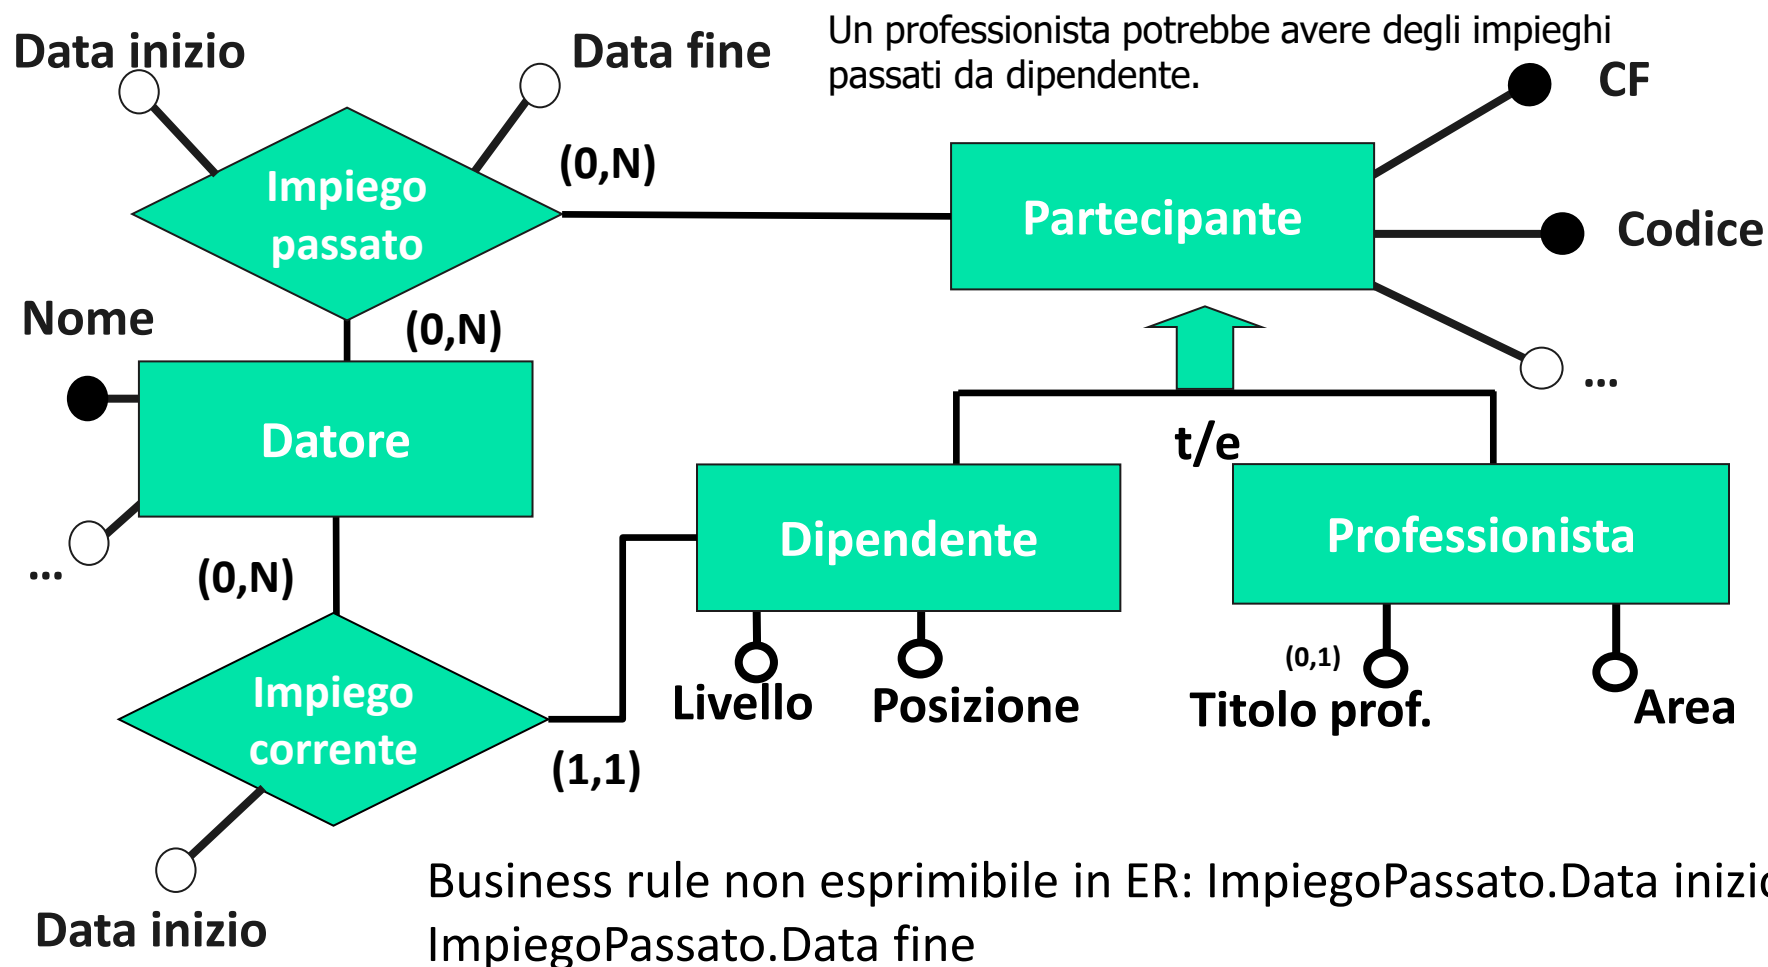 Data inizio
Data fine
Un professionista potrebbe avere degli impieghi
passati da dipendente.
CF
(0,N)
Impiego
passato
Partecipante
Codice
Nome
(0,N)
...
Datore
t/e
Dipendente
Professionista
...
(0,N)
(0,1)
Livello
Posizione
Titolo prof.
Area
Impiego
corrente
(1,1)
Business rule non esprimibile in ER: ImpiegoPassato.Data inizio
ImpiegoPassato.Data fine
Data inizio